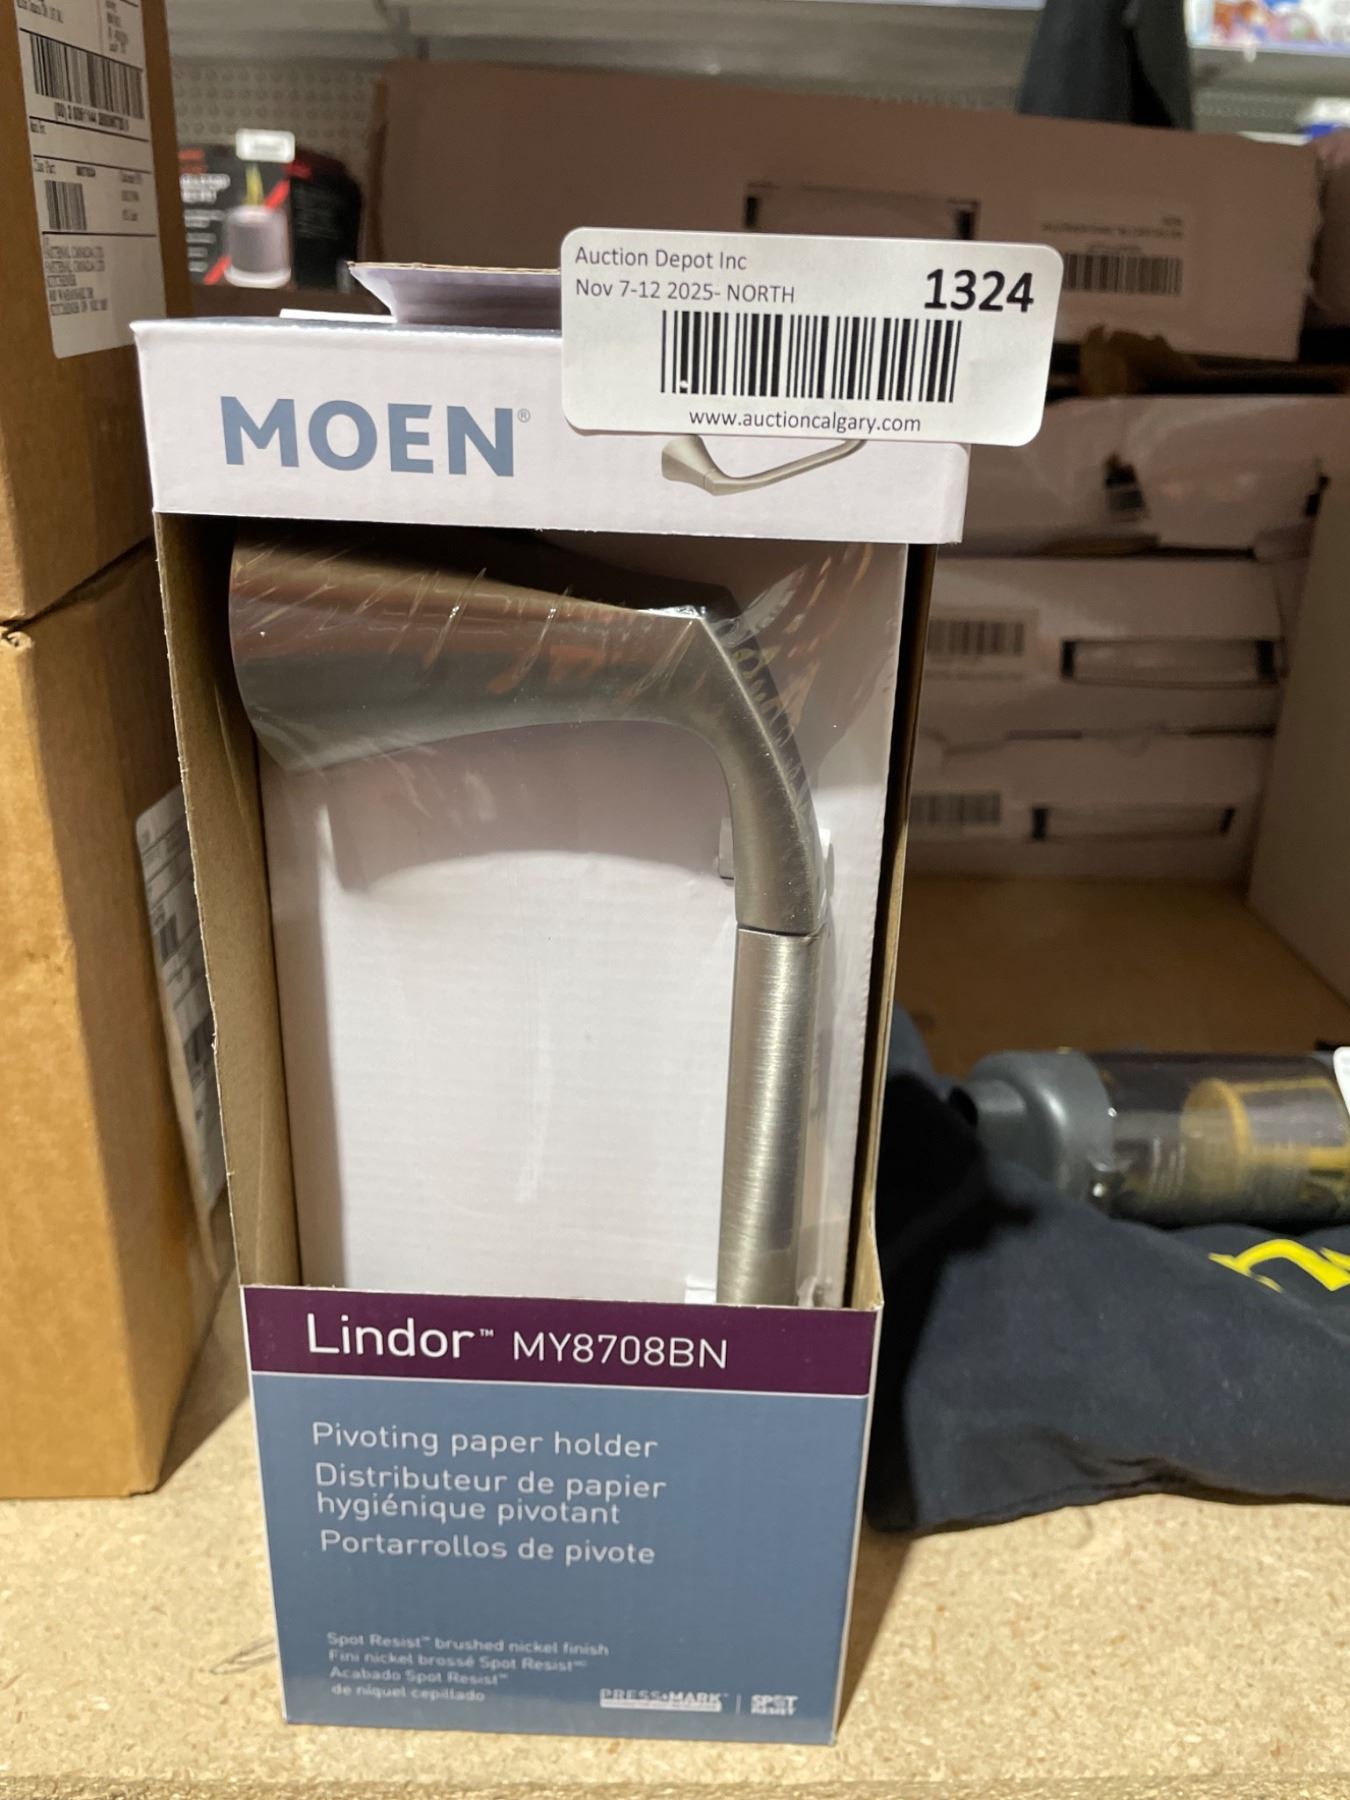 Auction Depot Inc
Nov 7-12 2025- NORTH
1324
www.auctioncalgary.com
MOEN®
Lindor™ MY8708BN
Pivoting paper holder
Distributeur de papier
hygiénique pivotant
Portarrollos de pivote
Spot Resist™ brushed nickel finish
Fini nickel brossé Spot Resist™
Acabado Spot Resist™
de níquel cepillado
PRESS+MARK™
SPOT
RESIST